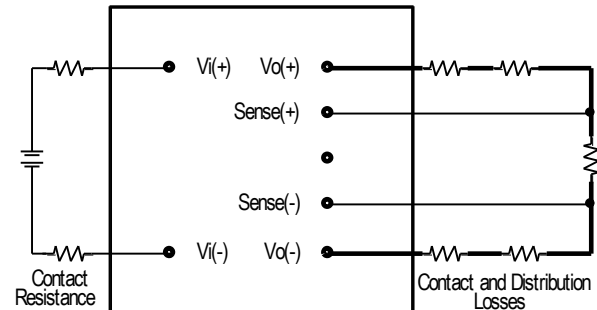 Vi(+) Vo(+)
Sense(+)
Sense(-)
Vi(-) Vo(-)
Contact
Resistance
Contact and Distribution
Losses